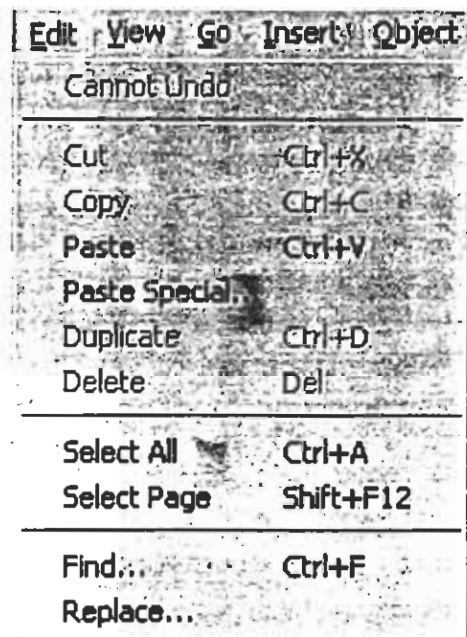 Edit View Go Insert Object
Cannot Undo
Cut Ctrl+X
Copy Ctrl+C
Paste Ctrl+V
Paste Special...
Duplicate Ctrl+D
Delete Del
Select All Ctrl+A
Select Page Shift+F12
Find... Ctrl+F
Replace...